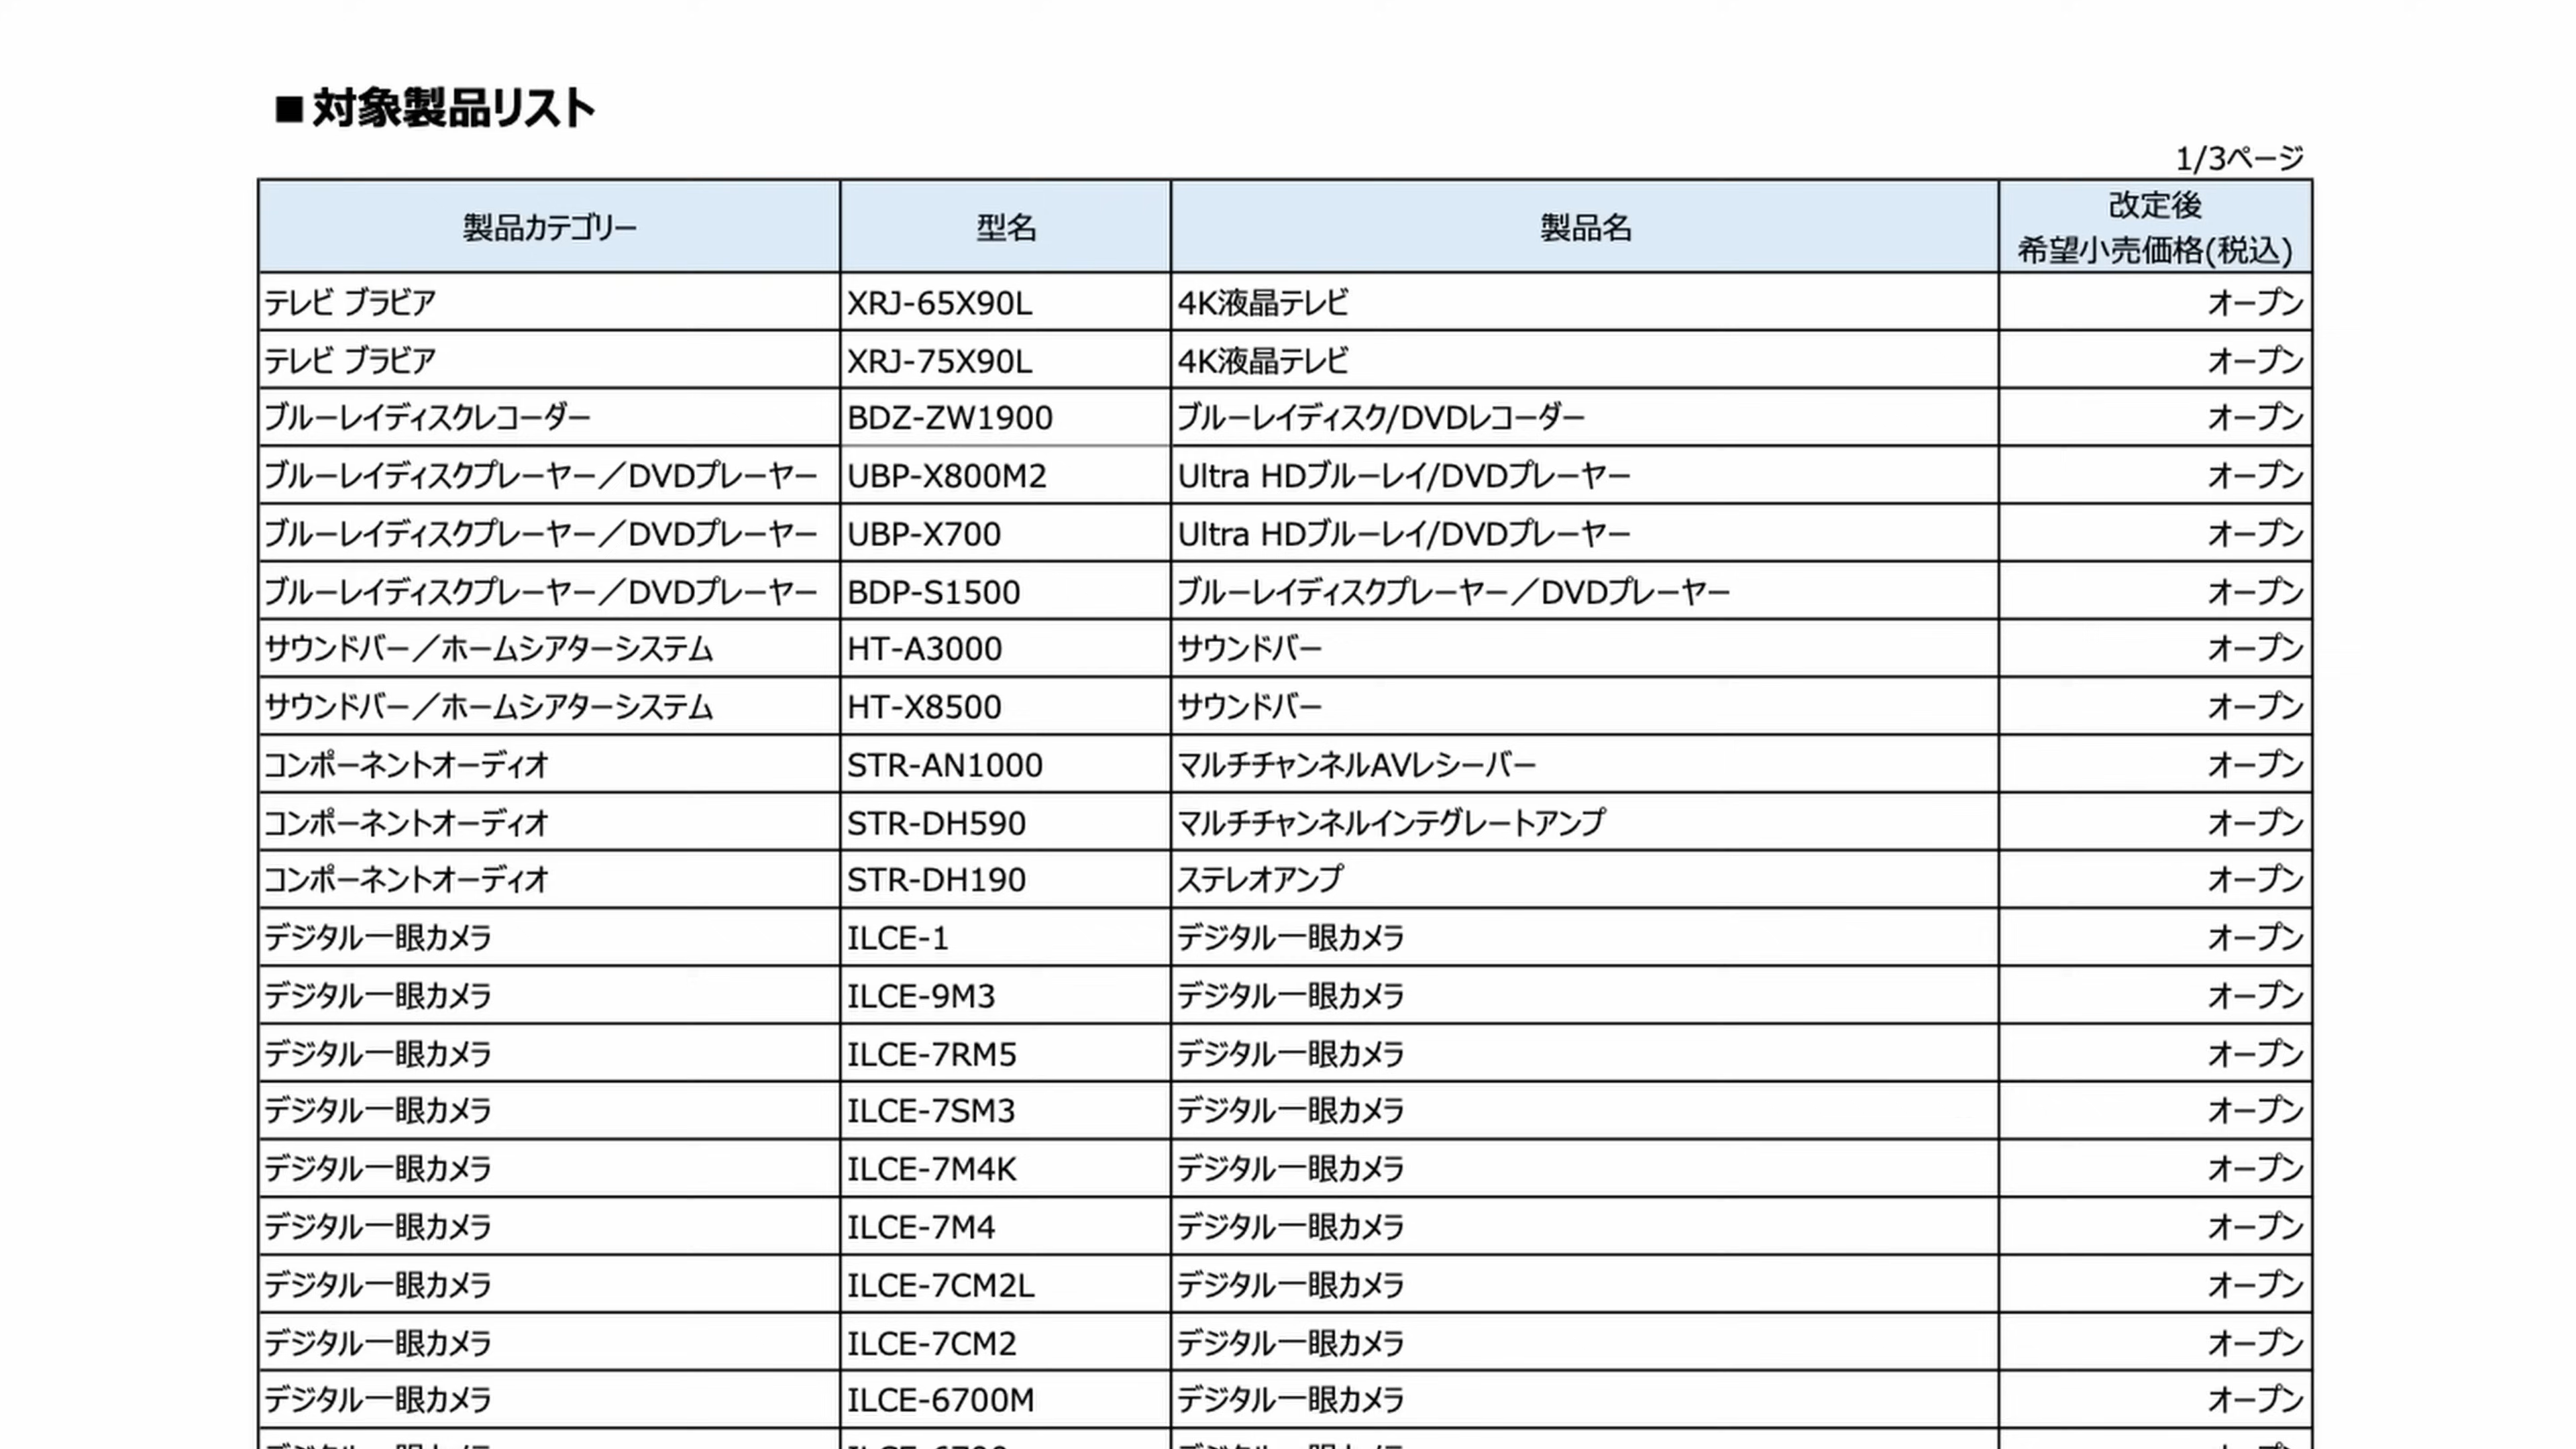 ■対象製品リスト
1/3ページ
製品カテゴリー 型名 製品名 改定後
希望小売価格(税込)
テレビ ブラビア XRJ-65X90L 4K液晶テレビ オープン
テレビ ブラビア XRJ-75X90L 4K液晶テレビ オープン
ブルーレイディスクレコーダー BDZ-ZW1900 ブルーレイディスク/DVDレコーダー オープン
ブルーレイディスクプレーヤー／DVDプレーヤー UBP-X800M2 Ultra HDブルーレイ/DVDプレーヤー オープン
ブルーレイディスクプレーヤー／DVDプレーヤー UBP-X700 Ultra HDブルーレイ/DVDプレーヤー オープン
ブルーレイディスクプレーヤー／DVDプレーヤー BDP-S1500 ブルーレイディスクプレーヤー／DVDプレーヤー オープン
サウンドバー／ホームシアターシステム HT-A3000 サウンドバー オープン
サウンドバー／ホームシアターシステム HT-X8500 サウンドバー オープン
コンポーネントオーディオ STR-AN1000 マルチチャンネルAVレシーバー オープン
コンポーネントオーディオ STR-DH590 マルチチャンネルインテグレートアンプ オープン
コンポーネントオーディオ STR-DH190 ステレオアンプ オープン
デジタル一眼カメラ ILCE-1 デジタル一眼カメラ オープン
デジタル一眼カメラ ILCE-9M3 デジタル一眼カメラ オープン
デジタル一眼カメラ ILCE-7RM5 デジタル一眼カメラ オープン
デジタル一眼カメラ ILCE-7SM3 デジタル一眼カメラ オープン
デジタル一眼カメラ ILCE-7M4K デジタル一眼カメラ オープン
デジタル一眼カメラ ILCE-7M4 デジタル一眼カメラ オープン
デジタル一眼カメラ ILCE-7CM2L デジタル一眼カメラ オープン
デジタル一眼カメラ ILCE-7CM2 デジタル一眼カメラ オープン
デジタル一眼カメラ ILCE-6700M デジタル一眼カメラ オープン